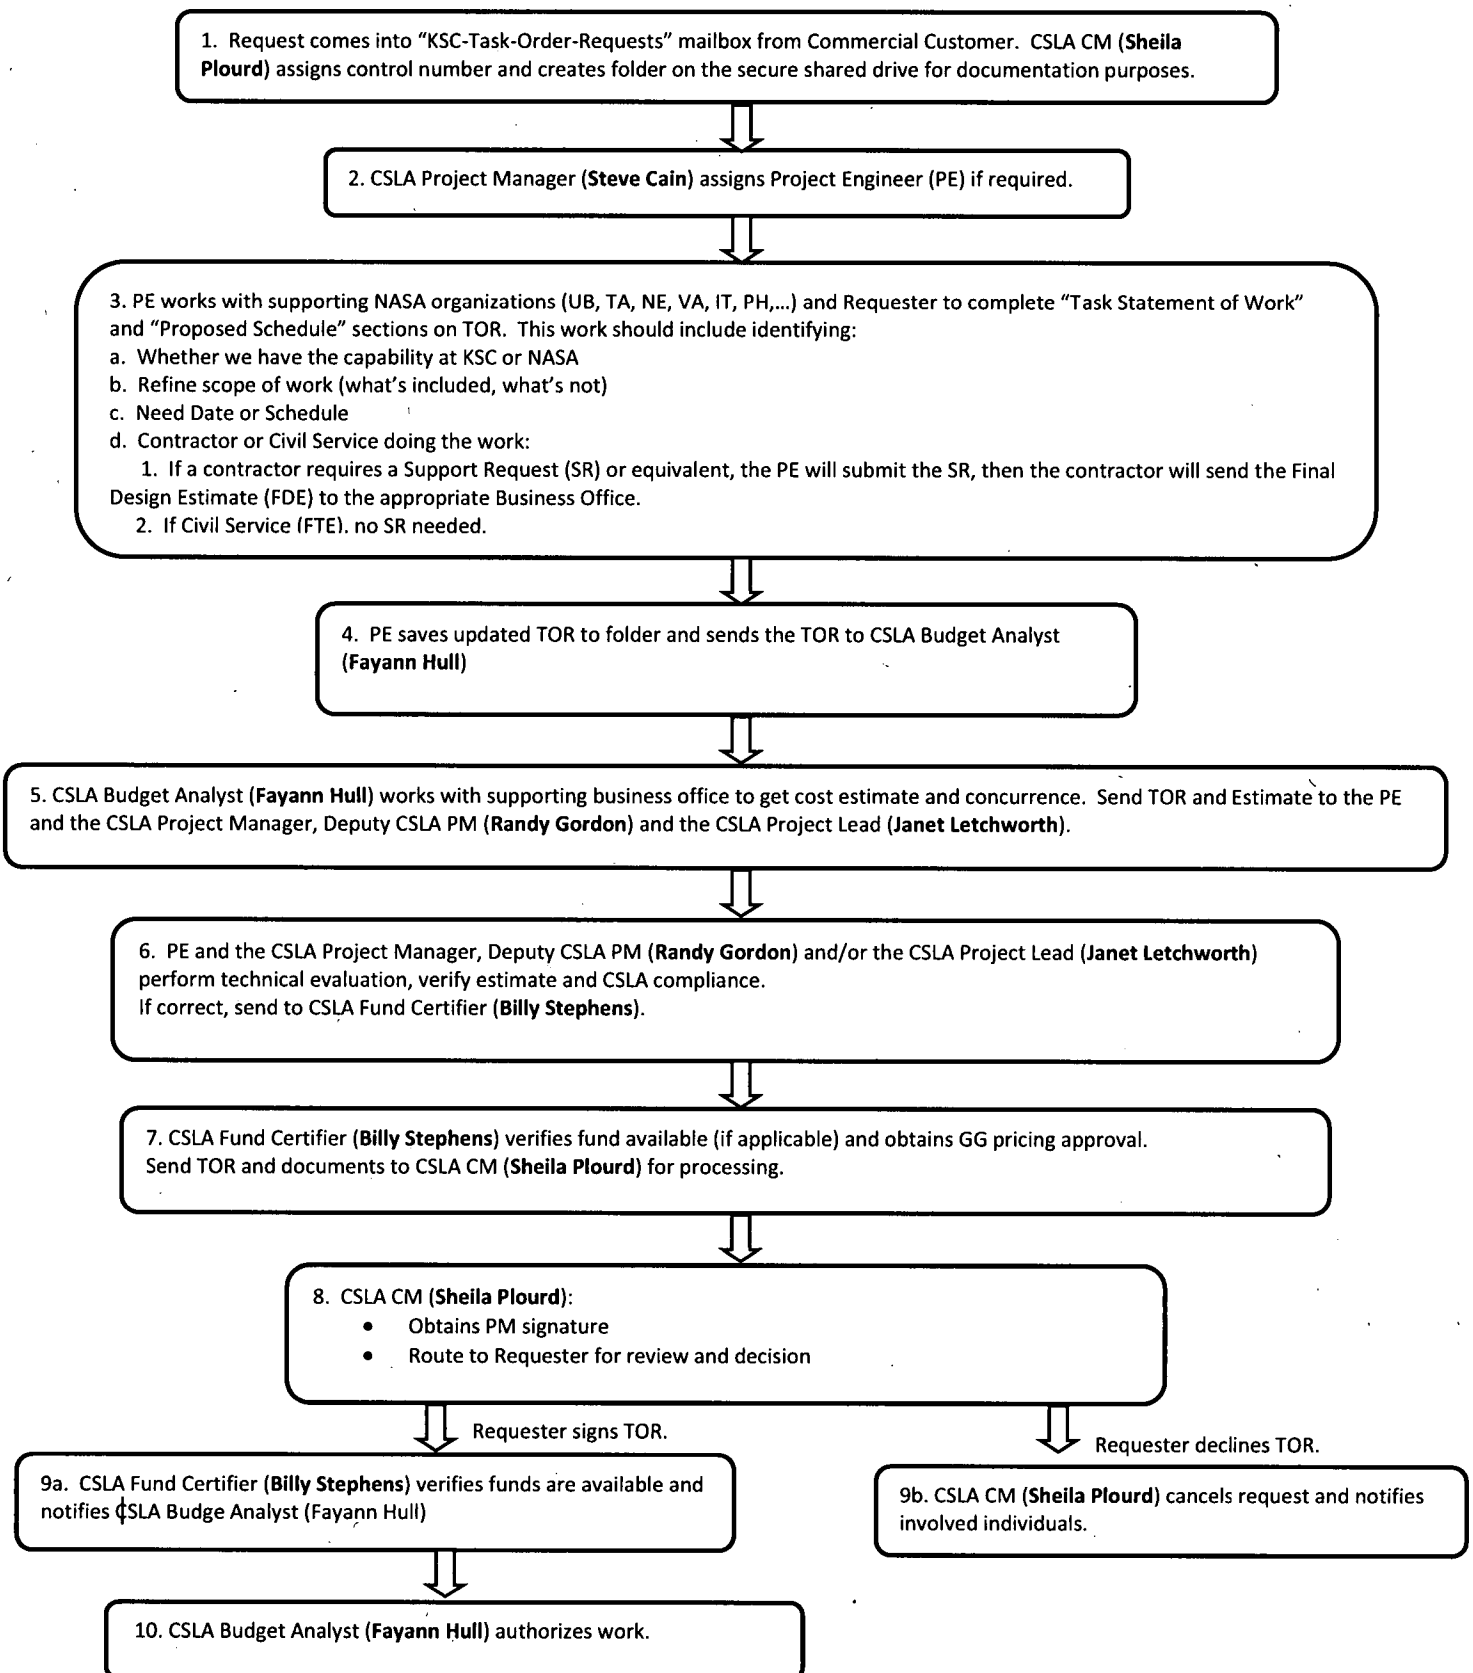 1. Request comes into “KSC-Task-Order-Requests” mailbox from Commercial Customer. CSLA CM (Sheila
Plourd) assigns control number and creates folder on the secure shared drive for documentation purposes.
2. CSLA Project Manager (Steve Cain) assigns Project Engineer (PE) if required.
3. PE works with supporting NASA organizations (UB, TA, NE, VA, IT, PH,...) and Requester to complete “Task Statement of Work”
and “Proposed Schedule” sections on TOR. This work should include identifying:
a. Whether we have the capability at KSC or NASA
b. Refine scope of work (what’s included, what’s not)
c. Need Date or Schedule
d. Contractor or Civil Service doing the work:
1. If a contractor requires a Support Request (SR) or equivalent, the PE will submit the SR, then the contractor will send the Final
Design Estimate (FDE) to the appropriate Business Office.
2. If Civil Service (FTE). no SR needed.
4. PE saves updated TOR to folder and sends the TOR to CSLA Budget Analyst
(Fayann Hull)
5. CSLA Budget Analyst (Fayann Hull) works with supporting business office to get cost estimate and concurrence. Send TOR and Estimate to the PE
and the CSLA Project Manager, Deputy CSLA PM (Randy Gordon) and the CSLA Project Lead (Janet Letchworth).
6. PE and the CSLA Project Manager, Deputy CSLA PM (Randy Gordon) and/or the CSLA Project Lead (Janet Letchworth)
perform technical evaluation, verify estimate and CSLA compliance.
If correct, send to CSLA Fund Certifier (Billy Stephens).
7. CSLA Fund Certifier (Billy Stephens) verifies fund available (if applicable) and obtains GG pricing approval.
Send TOR and documents to CSLA CM (Sheila Plourd) for processing.
8. CSLA CM (Sheila Plourd):
• Obtains PM signature
• Route to Requester for review and decision
Requester signs TOR.
Requester declines TOR.
9a. CSLA Fund Certifier (Billy Stephens) verifies funds are available and
notifies CSLA Budge Analyst (Fayann Hull)
9b. CSLA CM (Sheila Plourd) cancels request and notifies
involved individuals.
10. CSLA Budget Analyst (Fayann Hull) authorizes work.